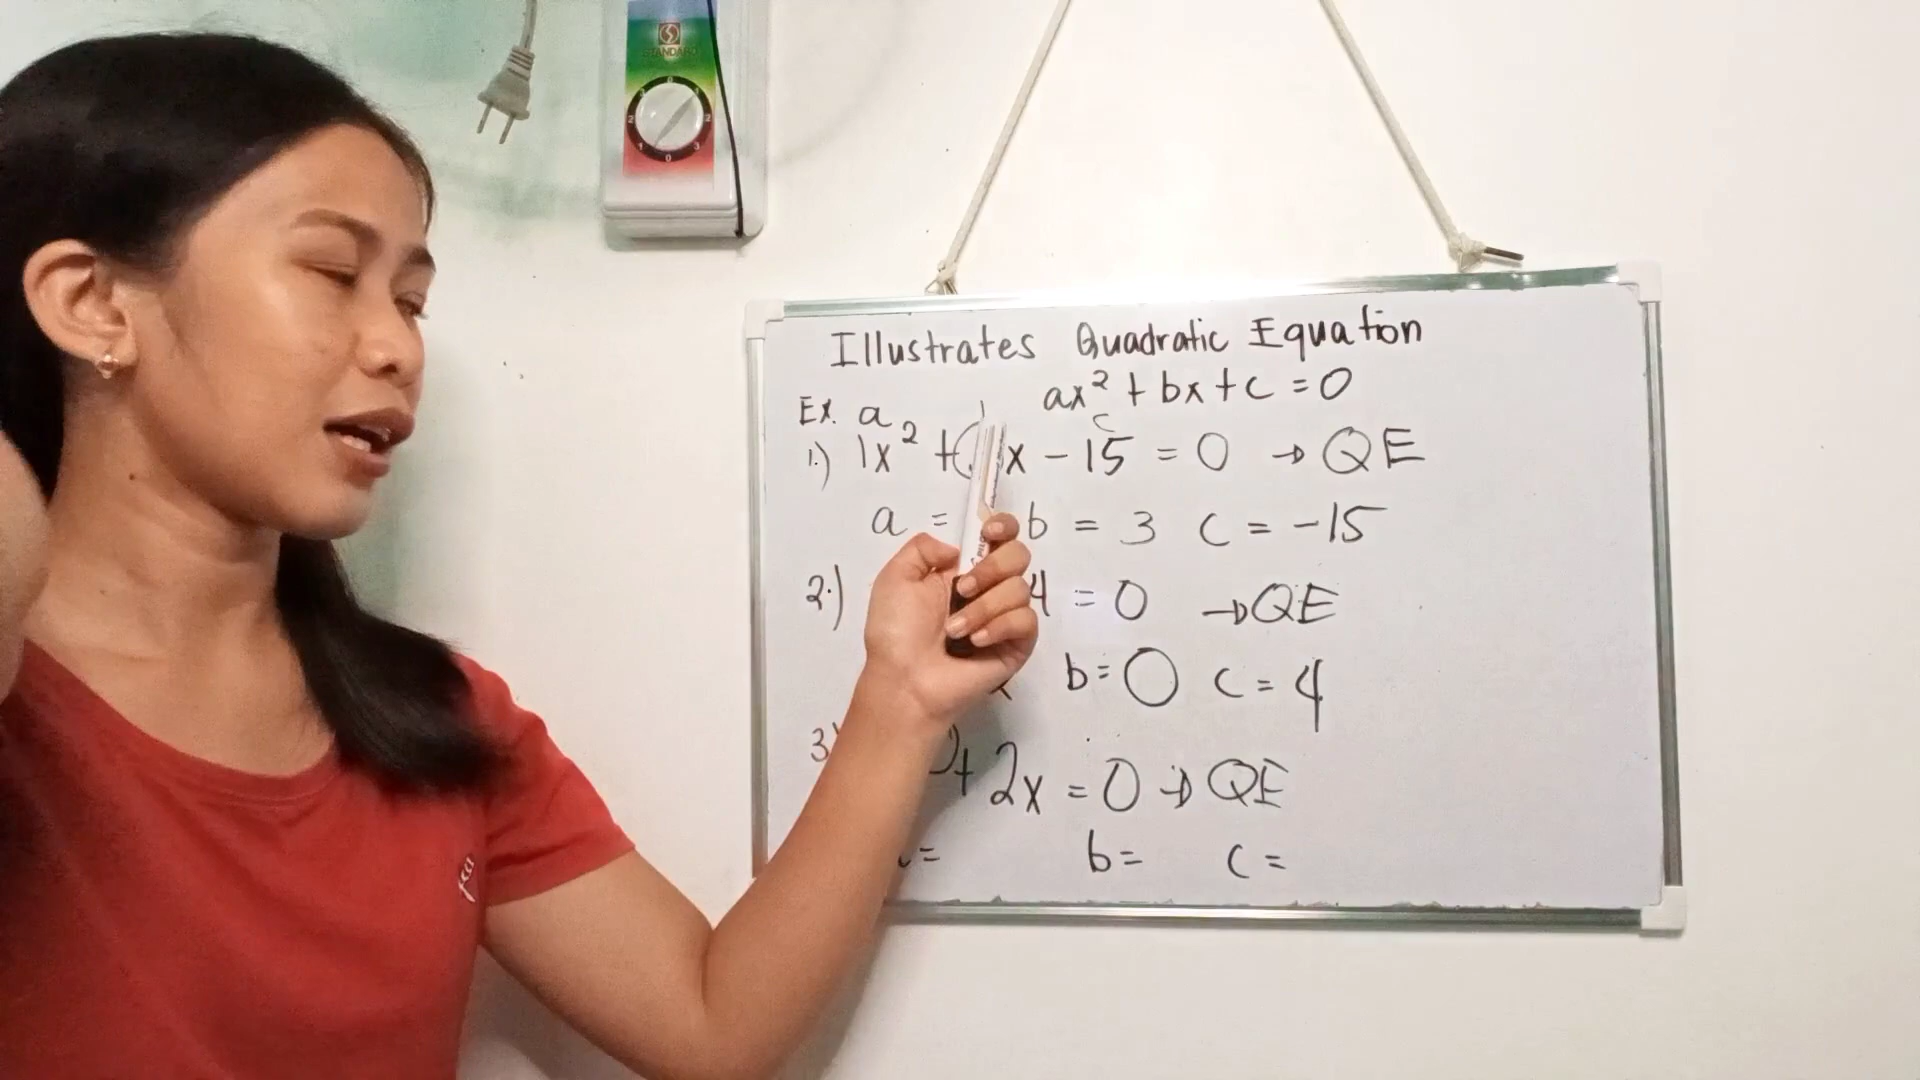 STANDARD
Illustrates Quadratic Equation
ax² + bx + c = 0
Ex. a c
1.) 1x² + x - 15 = 0 → QE
a = b = 3 c = -15
2.) 4 = 0 → QE
b = 0 c = 4
3) + 2x = 0 → QE
= b = c =
fcci